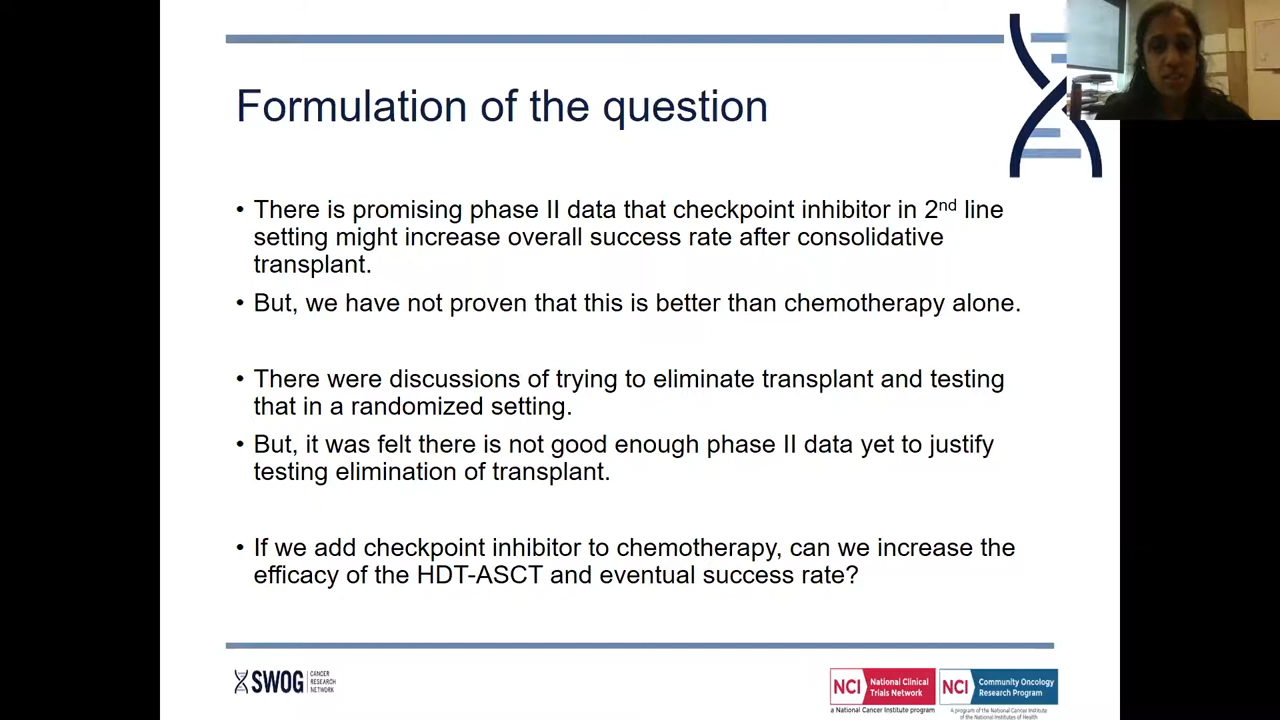 Formulation of the question
• There is promising phase II data that checkpoint inhibitor in 2nd line
setting might increase overall success rate after consolidative
transplant.
• But, we have not proven that this is better than chemotherapy alone.
• There were discussions of trying to eliminate transplant and testing
that in a randomized setting.
• But, it was felt there is not good enough phase II data yet to justify
testing elimination of transplant.
• If we add checkpoint inhibitor to chemotherapy, can we increase the
efficacy of the HDT-ASCT and eventual success rate?
SWOG
CANCER
RESEARCH
NETWORK
NCI
National Clinical
Trials Network
a National Cancer Institute program
NCI
Community Oncology
Research Program
A program of the National Cancer Institute
of the National Institutes of Health